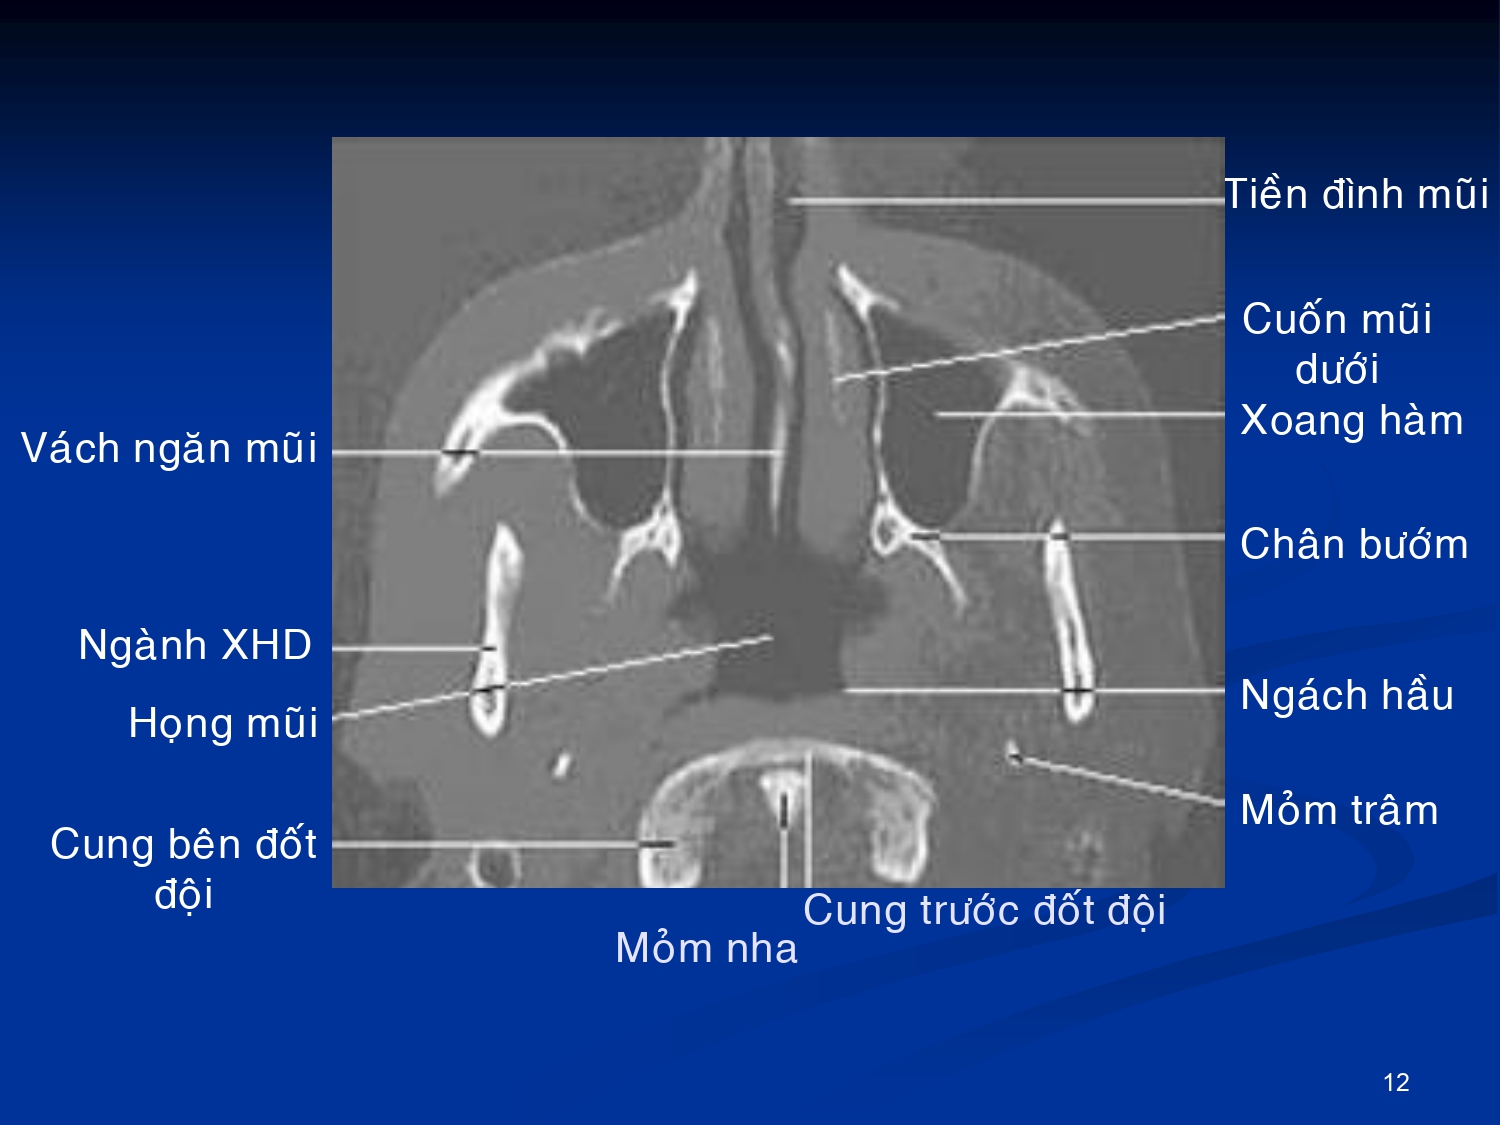 Tiền đình mũi
Cuốn mũi
dưới
Xoang hàm
Vách ngăn mũi
Chân bướm
Ngành XHD
Ngách hầu
Họng mũi
Mỏm trâm
Cung bên đốt
đội
Cung trước đốt đội
Mỏm nha
12